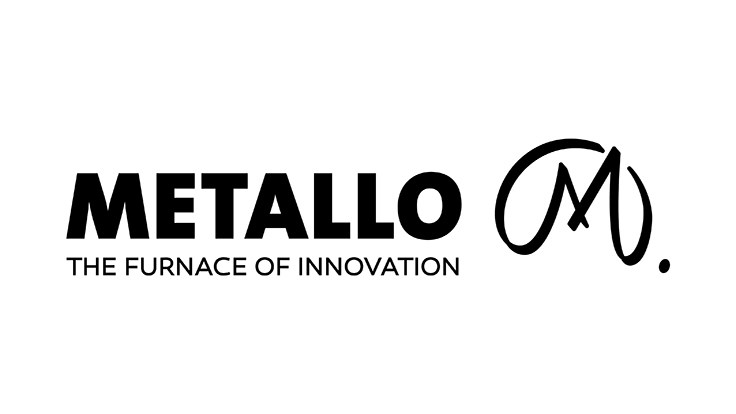 METALLO
THE FURNACE OF INNOVATION
M.